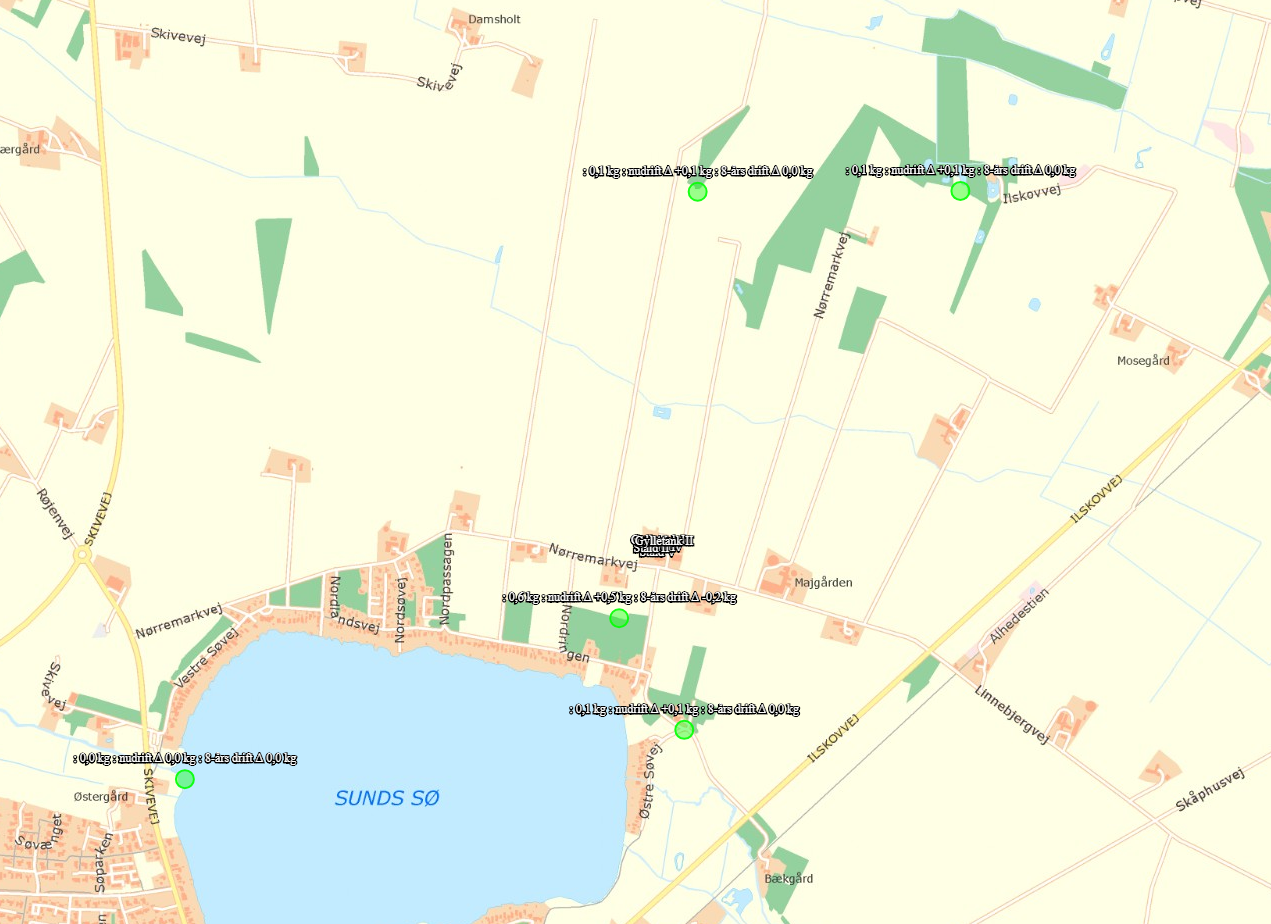 Damsholt
Skivevej
Skivevej
ærgård
: 0,1 kg : nudrift Δ +0,1 kg : 8-års drift Δ 0,0 kg
: 0,1 kg : nudrift Δ +0,1 kg : 8-års drift Δ 0,0 kg
Ilskovvej
Nørremarkvej
Mosegård
Røjenvej
SKIVEVEJ
ILSKOVVEJ
Gylletank II
Stald V
Nørremarkvej
Majgården
Nordpassagen
Nordsøvej
Nordlandsvej
: 0,6 kg : nudrift Δ +0,5 kg : 8-års drift Δ -0,2 kg
Nordrungen
Nørremarkvej
Vestre Søvej
Alhedestien
Skivevej
Linnebjergvej
: 0,1 kg : nudrift Δ +0,1 kg : 8-års drift Δ 0,0 kg
ILSKOVVEJ
: 0,0 kg : nudrift Δ 0,0 kg : 8-års drift Δ 0,0 kg
Østre Søvej
Skåphusvej
Østergård
SKIVEVEJ
SUNDS SØ
Søvænget
Søparken
Bækgård